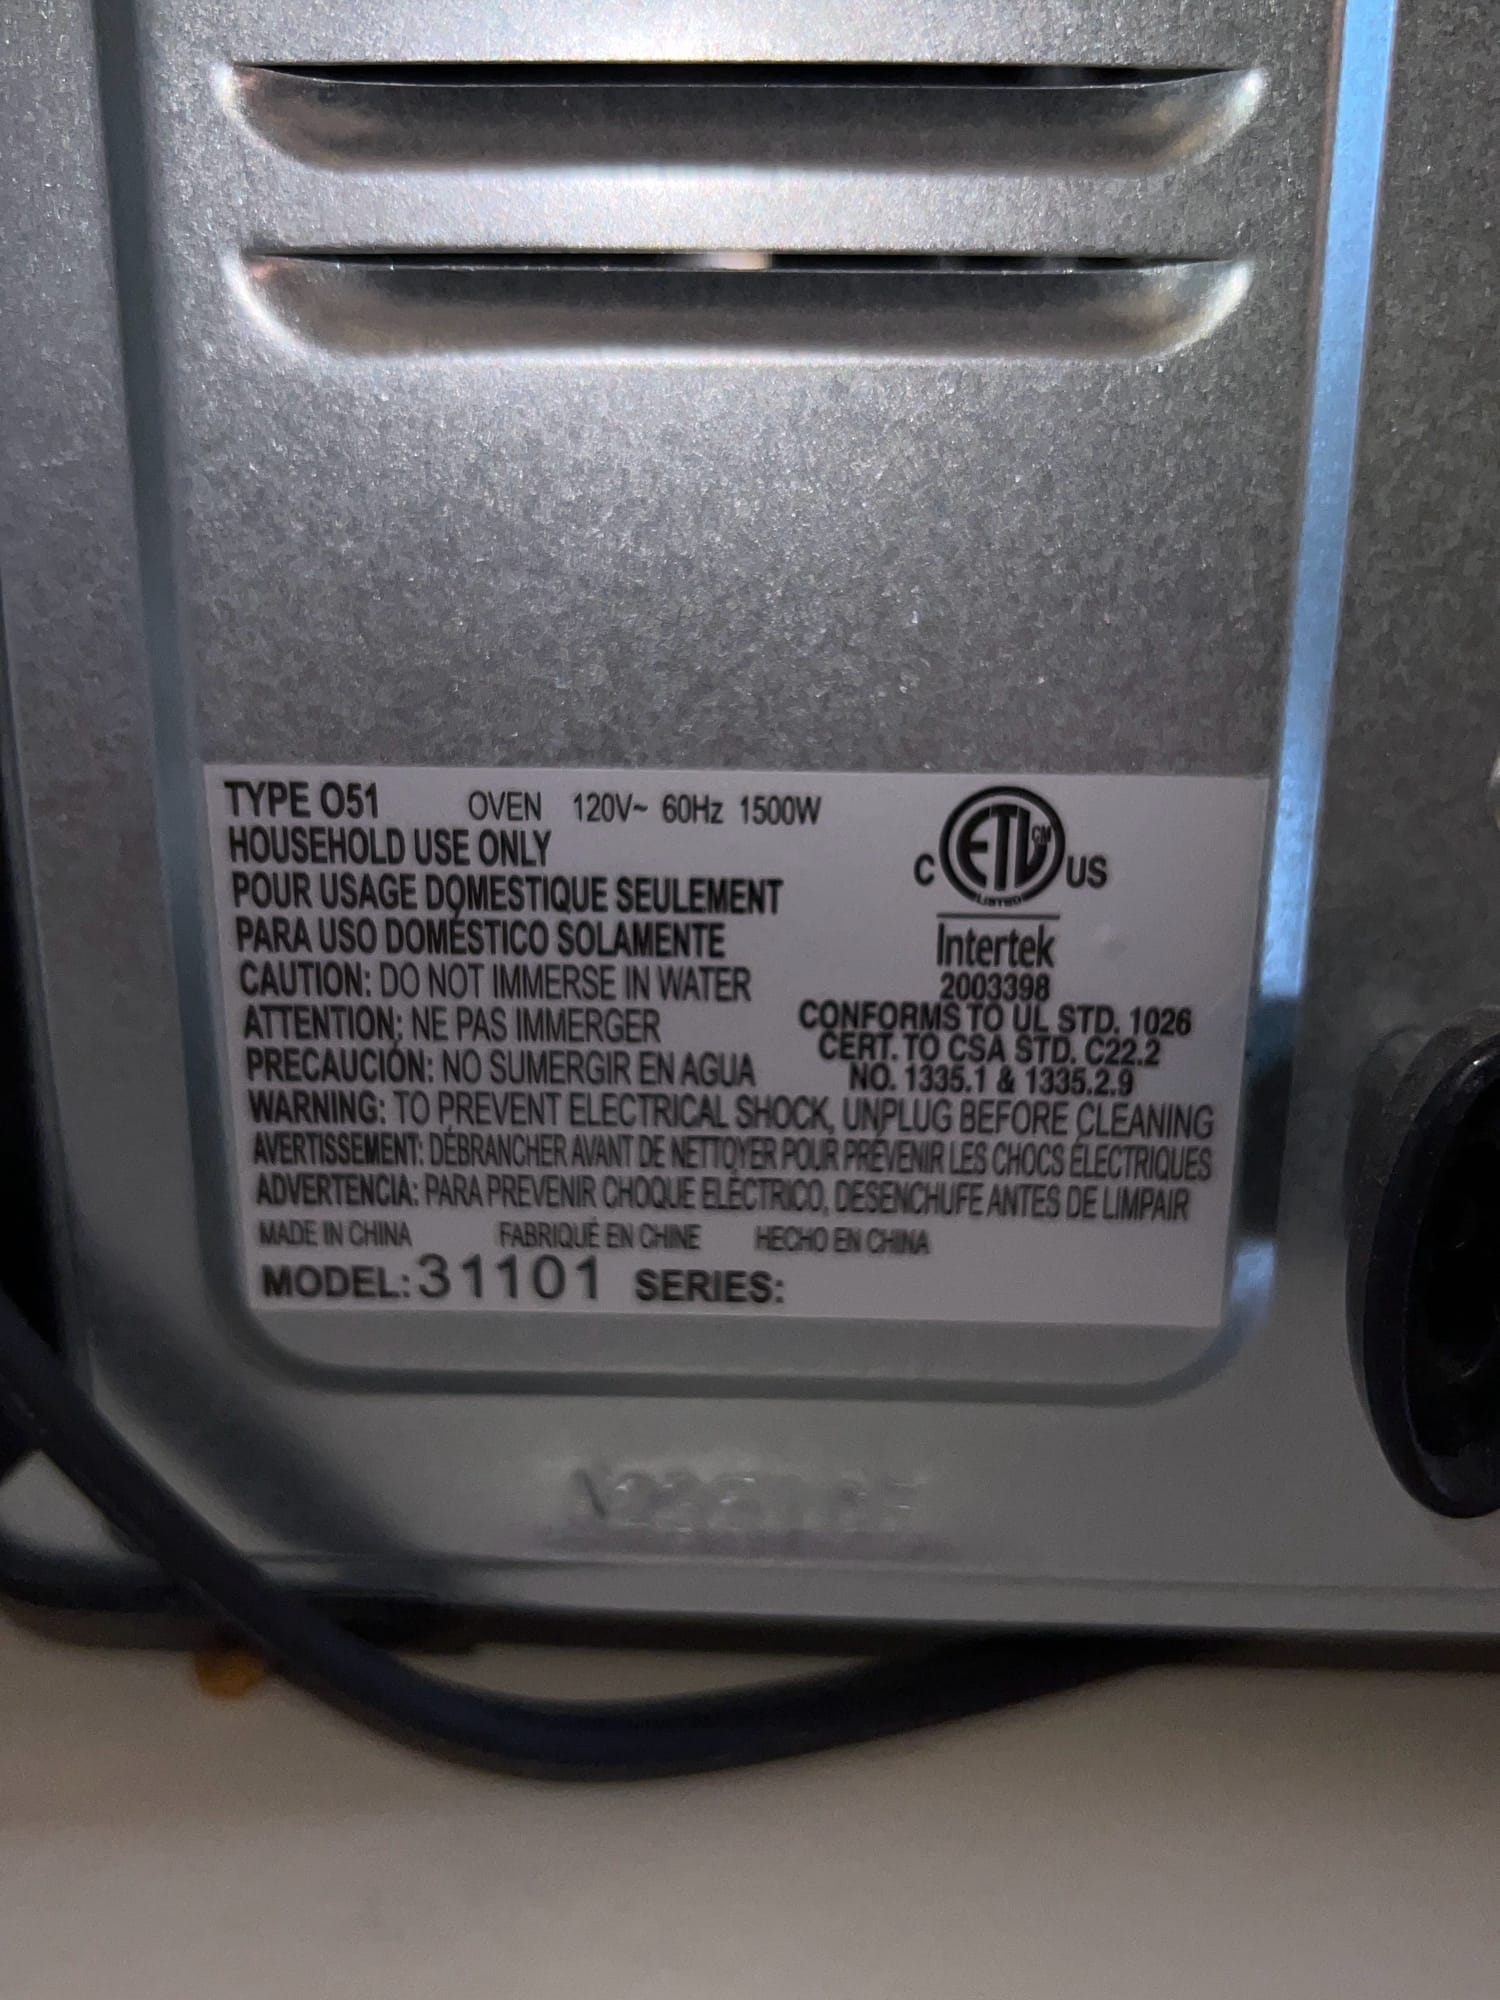 TYPE O51 OVEN 120V~ 60Hz 1500W
HOUSEHOLD USE ONLY
POUR USAGE DOMESTIQUE SEULEMENT
PARA USO DOMÉSTICO SOLAMENTE
CAUTION: DO NOT IMMERSE IN WATER
ATTENTION: NE PAS IMMERGER
PRECAUCIÓN: NO SUMERGIR EN AGUA
C ETL CM US
LISTED
Intertek
2003398
CONFORMS TO UL STD. 1026
CERT. TO CSA STD. C22.2
NO. 1335.1 & 1335.2.9
WARNING: TO PREVENT ELECTRICAL SHOCK, UNPLUG BEFORE CLEANING
AVERTISSEMENT: DÉBRANCHER AVANT DE NETTOYER POUR PRÉVENIR LES CHOCS ÉLECTRIQUES
ADVERTENCIA: PARA PREVENIR CHOQUE ELÉCTRICO, DESENCHUFE ANTES DE LIMPIAR
MADE IN CHINA FABRIQUÉ EN CHINE HECHO EN CHINA
MODEL: 31101 SERIES: